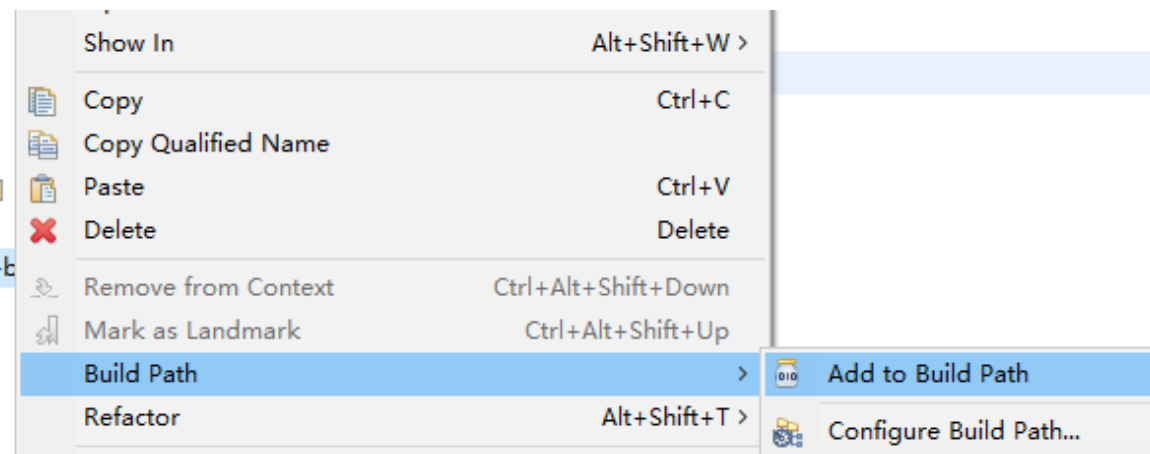 Show In Alt+Shift+W >
Copy Ctrl+C
Copy Qualified Name
Paste Ctrl+V
Delete Delete
Remove from Context Ctrl+Alt+Shift+Down
Mark as Landmark Ctrl+Alt+Shift+Up
Build Path > 010 Add to Build Path
Refactor Alt+Shift+T >
Configure Build Path...